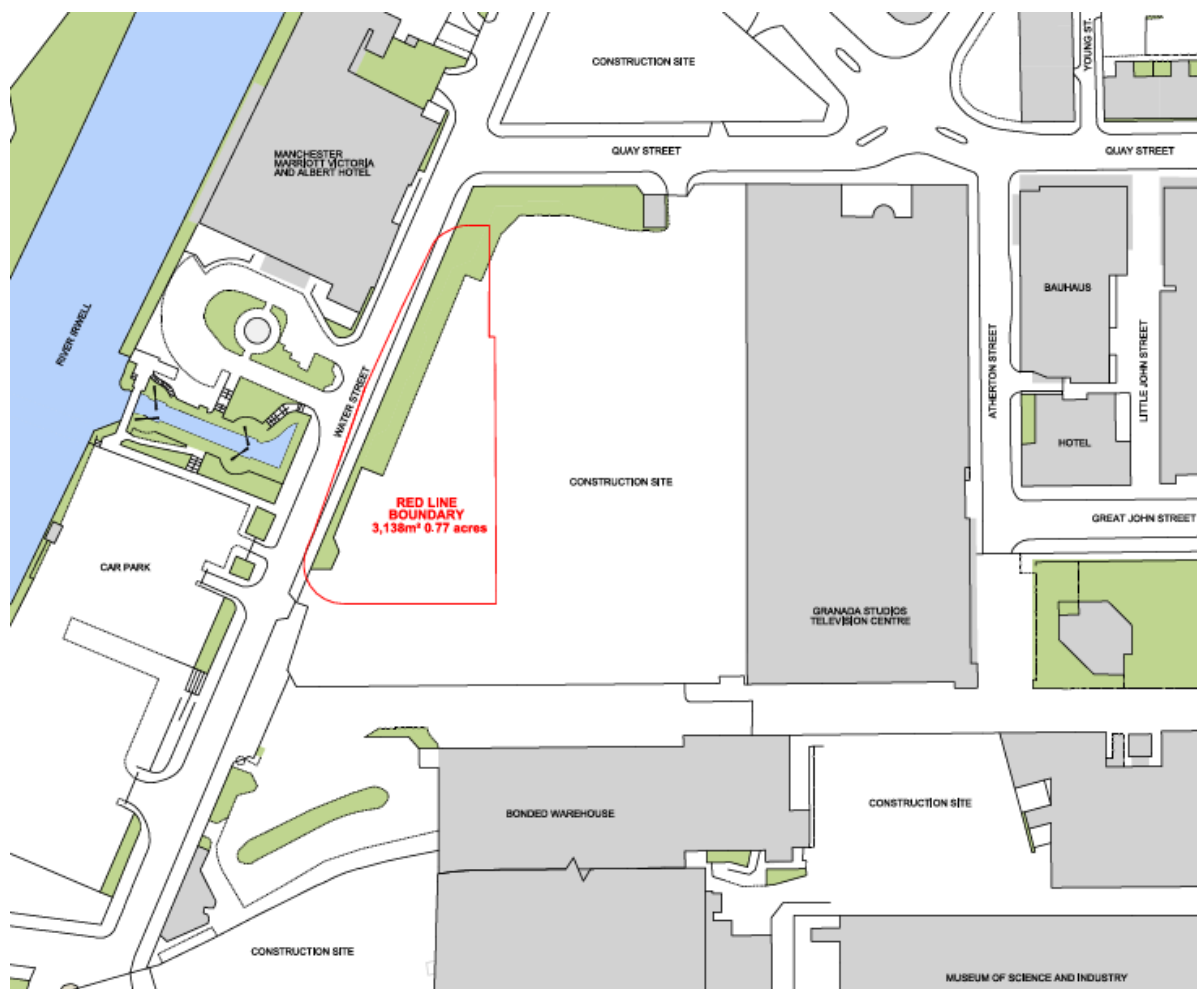 CONSTRUCTION SITE
YOUNG ST.
QUAY STREET
QUAY STREET
MANCHESTER
MARRIOTT VICTORIA
AND ALBERT HOTEL
RIVER IRWELL
WATER STREET
BAUHAUS
ATHERTON STREET
LITTLE JOHN STREET
HOTEL
CONSTRUCTION SITE
RED LINE
BOUNDARY
3,138m² 0.77 acres
GREAT JOHN STREET
CAR PARK
GRANADA STUDIOS
TELEVISION CENTRE
BONDED WAREHOUSE
CONSTRUCTION SITE
CONSTRUCTION SITE
MUSEUM OF SCIENCE AND INDUSTRY